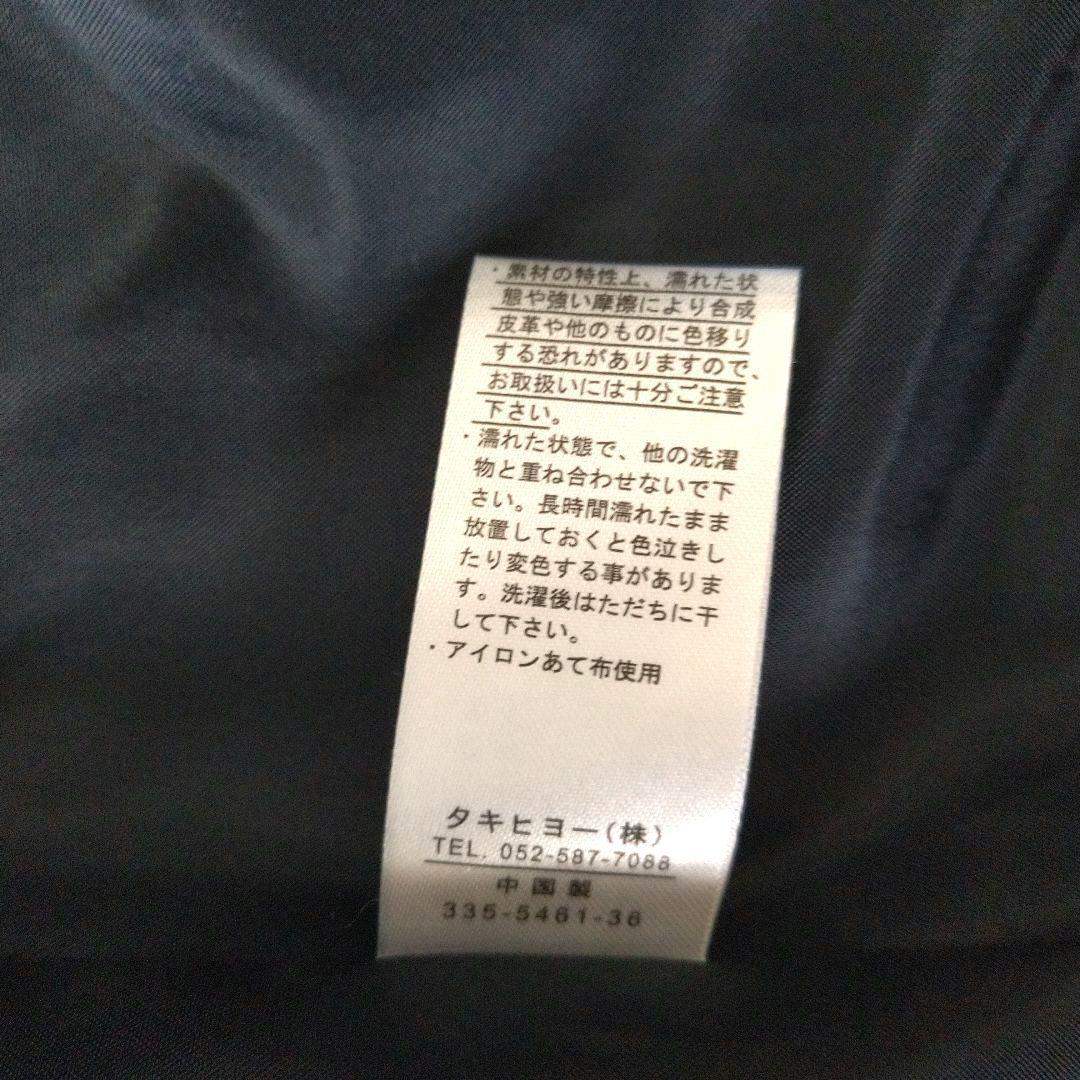 ・素材の特性上、濡れた状
態や強い摩擦により合成
皮革や他のものに色移り
する恐れがありますので、
お取扱いには十分ご注意
下さい。
・濡れた状態で、他の洗濯
物と重ね合わせないで下
さい。長時間濡れたまま
放置しておくと色泣きし
たり変色する事がありま
す。洗濯後はただちに干
して下さい。
・アイロンあて布使用
タキヒヨー(株)
TEL. 052-587-7088
中国製
335-5461-36